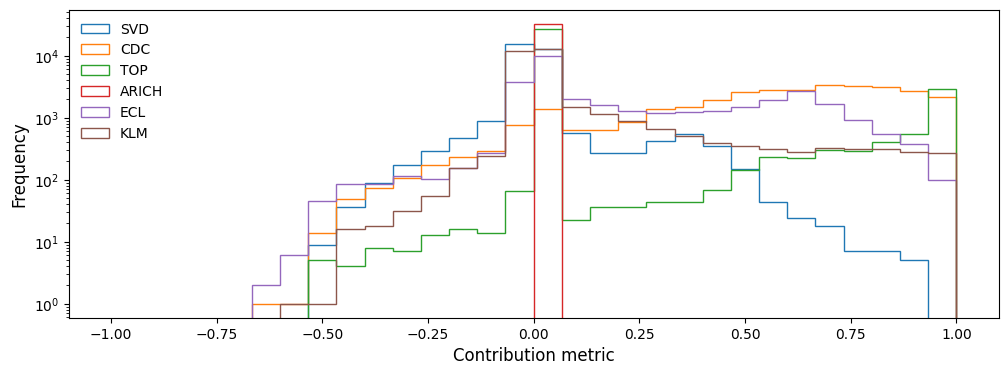 SVD
CDC
TOP
ARICH
ECL
KLM
Frequency
10⁴
10³
10²
10¹
10⁰
−1.00 −0.75 −0.50 −0.25 0.00 0.25 0.50 0.75 1.00
Contribution metric